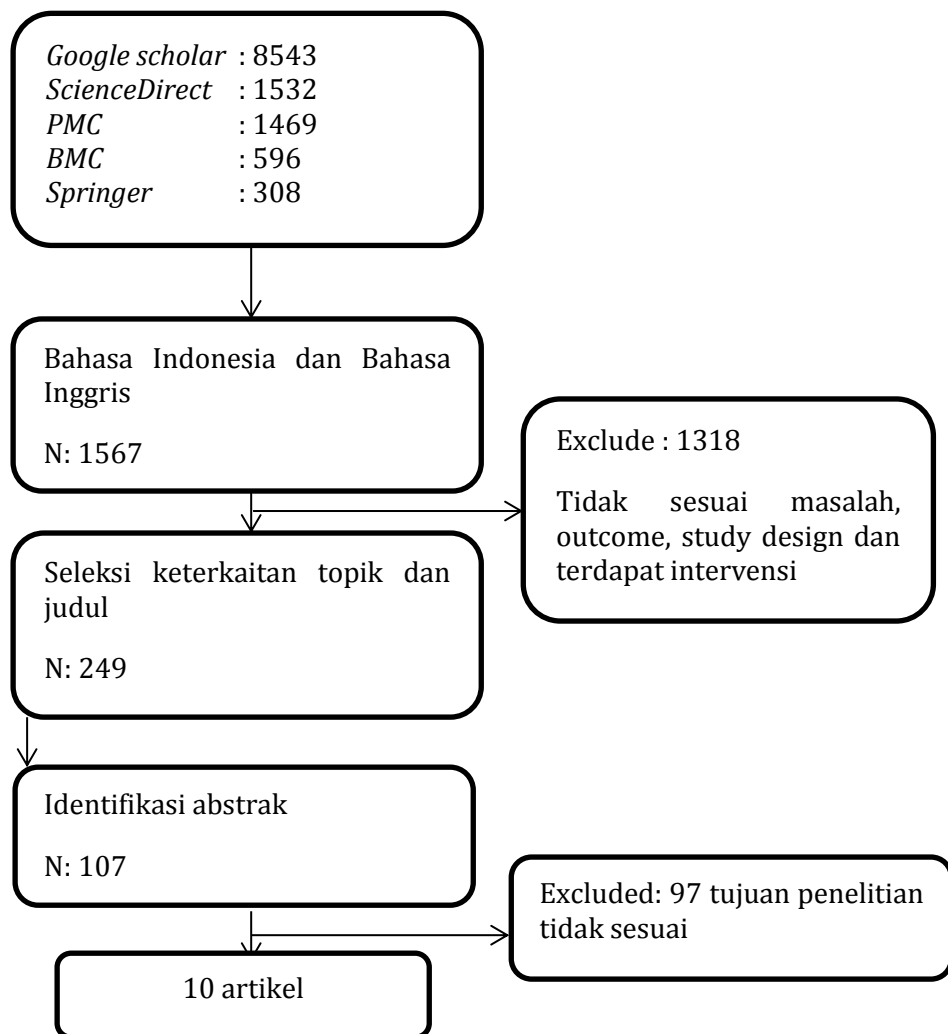 Google scholar : 8543
ScienceDirect : 1532
PMC : 1469
BMC : 596
Springer : 308
Bahasa Indonesia dan Bahasa
Inggris
N: 1567
Exclude : 1318
Tidak sesuai masalah,
outcome, study design dan
terdapat intervensi
Seleksi keterkaitan topik dan
judul
N: 249
Identifikasi abstrak
N: 107
Excluded: 97 tujuan penelitian
tidak sesuai
10 artikel